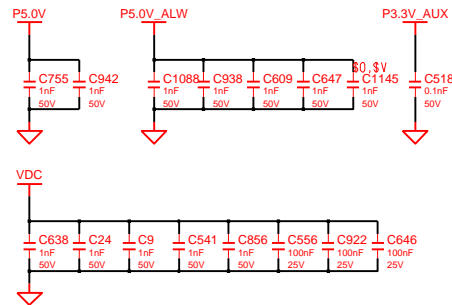 P5.0V P5.0V_ALW P3.3V_AUX
$0,$V
C755 C942 C1088 C938 C609 C647 C1145 C518
1nF 1nF 1nF 1nF 1nF 1nF 1nF 0.1nF
50V 50V 50V 50V 50V 50V 50V 50V
VDC
C638 C24 C9 C541 C856 C556 C922 C646
1nF 1nF 1nF 1nF 1nF 100nF 100nF 100nF
50V 50V 50V 50V 50V 25V 25V 25V